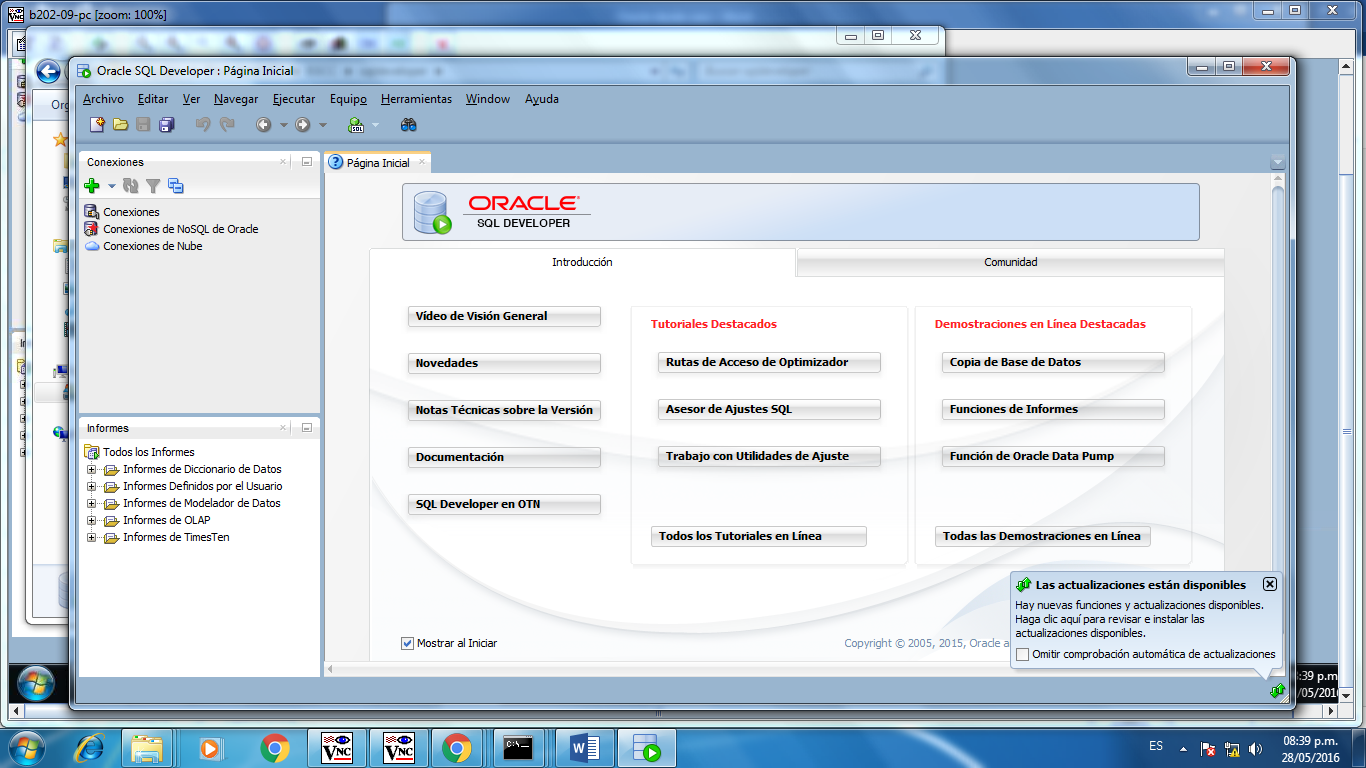 b202-09-pc [zoom: 100%]
Oracle SQL Developer : Página Inicial
Archivo Editar Ver Navegar Ejecutar Equipo Herramientas Window Ayuda
Conexiones
Conexiones
Conexiones de NoSQL de Oracle
Conexiones de Nube
Informes
Todos los Informes
Informes de Diccionario de Datos
Informes Definidos por el Usuario
Informes de Modelador de Datos
Informes de OLAP
Informes de TimesTen
Página Inicial
ORACLE
SQL DEVELOPER
Introducción
Comunidad
Vídeo de Visión General
Novedades
Notas Técnicas sobre la Versión
Documentación
SQL Developer en OTN
Tutoriales Destacados
Rutas de Acceso de Optimizador
Asesor de Ajustes SQL
Trabajo con Utilidades de Ajuste
Todos los Tutoriales en Línea
Demostraciones en Línea Destacadas
Copia de Base de Datos
Funciones de Informes
Función de Oracle Data Pump
Todas las Demostraciones en Línea
Mostrar al Iniciar
Copyright © 2005, 2015, Oracle a
Las actualizaciones están disponibles
Hay nuevas funciones y actualizaciones disponibles.
Haga clic aquí para revisar e instalar las
actualizaciones disponibles.
Omitir comprobación automática de actualizaciones
:39 p.m
/05/201
ES
08:39 p.m.
28/05/2016